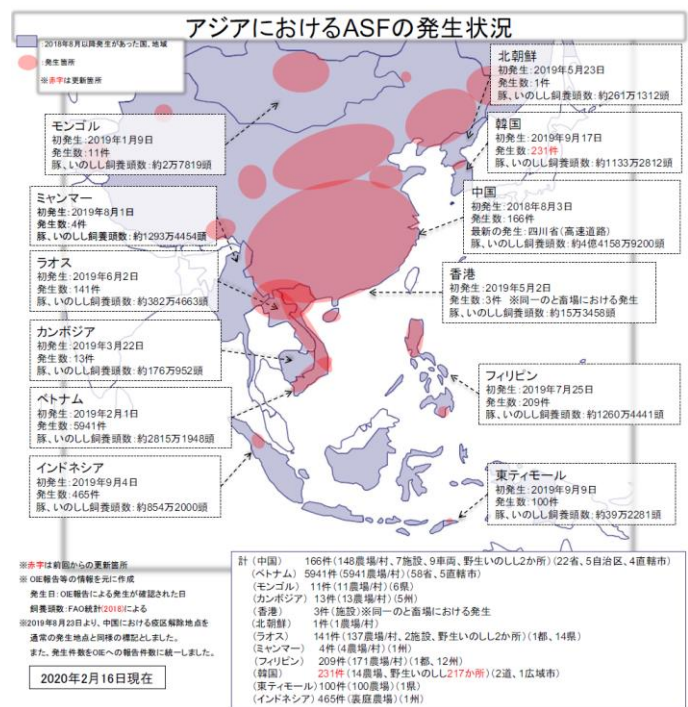 アジアにおけるASFの発生状況
:2018年8月以降発生があった国、地域
:発生箇所
※赤字は更新箇所
北朝鮮
初発生:2019年5月23日
発生数:1件
豚、いのしし飼養頭数:約261万1312頭
モンゴル
初発生:2019年1月9日
発生数:11件
豚、いのしし飼養頭数:約2万7819頭
韓国
初発生:2019年9月17日
発生数:231件
豚、いのしし飼養頭数:約1133万2812頭
ミャンマー
初発生:2019年8月1日
発生数:4件
豚、いのしし飼養頭数:約1293万4454頭
中国
初発生:2018年8月3日
発生数:166件
最新の発生:四川省(高速道路)
豚、いのしし飼養頭数:約4億4158万9200頭
ラオス
初発生:2019年6月2日
発生数:141件
豚、いのしし飼養頭数:約382万4663頭
香港
初発生:2019年5月2日
発生数:3件 ※同一のと畜場における発生
豚、いのしし飼養頭数:約15万3458頭
カンボジア
初発生:2019年3月22日
発生数:13件
豚、いのしし飼養頭数:約176万952頭
フィリピン
初発生:2019年7月25日
発生数:209件
豚、いのしし飼養頭数:約1260万4441頭
ベトナム
初発生:2019年2月1日
発生数:5941件
豚、いのしし飼養頭数:約2815万1948頭
インドネシア
初発生:2019年9月4日
発生数:465件
豚、いのしし飼養頭数:約854万2000頭
東ティモール
初発生:2019年9月9日
発生数:100件
豚、いのしし飼養頭数:約39万2281頭
※赤字は前回からの更新箇所
※ OIE報告等の情報を元に作成
発生日:OIE報告による発生が確認された日
飼養頭数:FAO統計(2018)による
※2019年8月23日より、中国における疫区解除地点を
通常の発生地点と同様の標記としました。
また、発生件数をOIEへの報告件数に統一しました。
2020年2月16日現在
計(中国) 166件(148農場/村、7施設、9車両、野生いのしし2か所)(22省、5自治区、4直轄市)
(ベトナム) 5941件(5941農場/村)(58省、5直轄市)
(モンゴル) 11件(11農場/村)(6県)
(カンボジア) 13件(13農場/村)(5州)
(香港) 3件(施設)※同一のと畜場における発生
(北朝鮮) 1件(1農場/村)
(ラオス) 141件(137農場/村、2施設、野生いのしし2か所)(1都、14県)
(ミャンマー) 4件(4農場/村)(1州)
(フィリピン) 209件(171農場/村)(1都、12州)
(韓国) 231件(14農場、野生いのしし217か所)(2道、1広域市)
(東ティモール)100件(100農場)(1県)
(インドネシア)465件(裏庭農場)(1州)